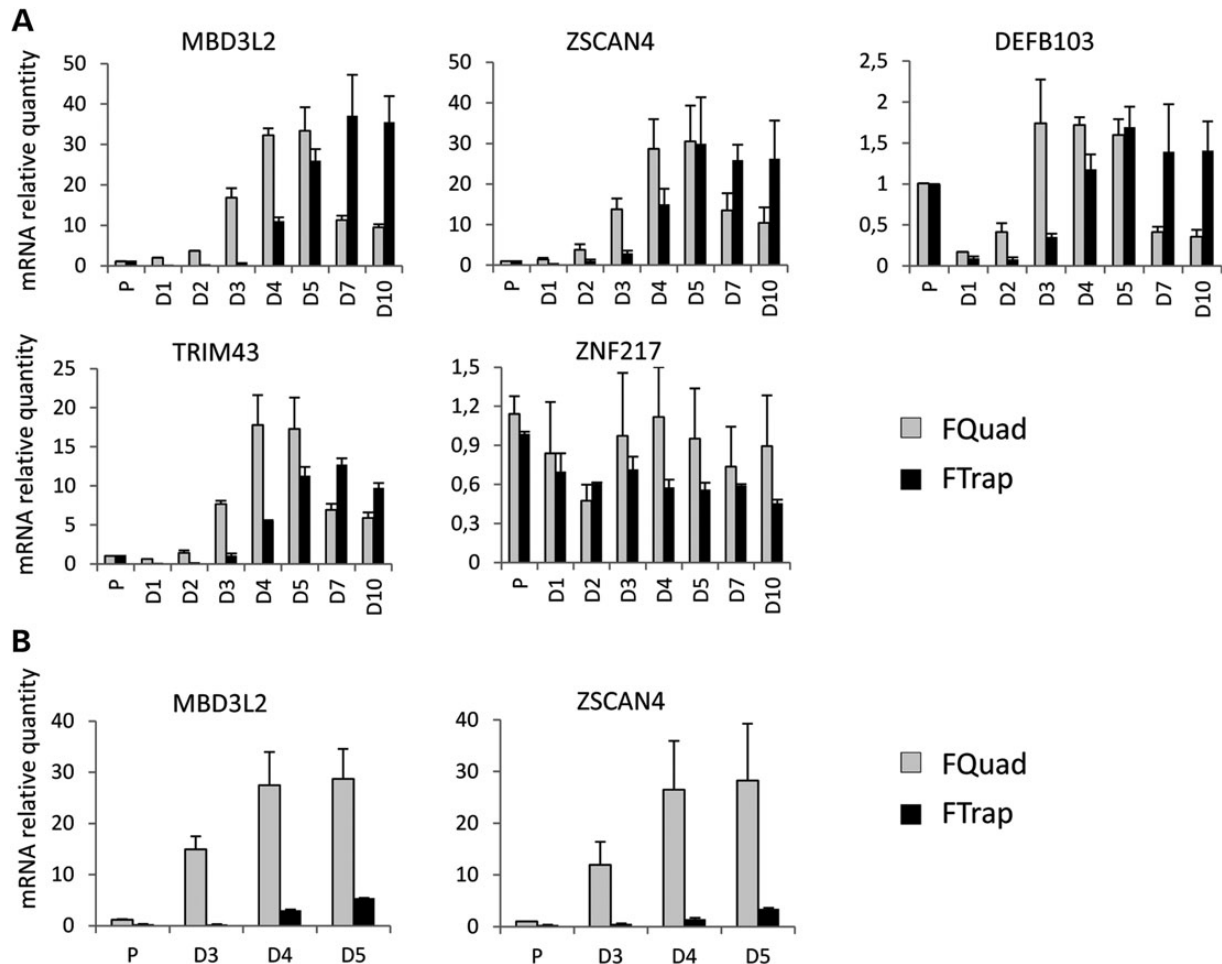 A
MBD3L2
ZSCAN4
DEFB103
mRNA relative quantity
50
40
30
20
10
0
P D1 D2 D3 D4 D5 D7 D10
50
40
30
20
10
0
P D1 D2 D3 D4 D5 D7 D10
2,5
2
1,5
1
0,5
0
P D1 D2 D3 D4 D5 D7 D10
TRIM43
ZNF217
mRNA relative quantity
25
20
15
10
5
0
P D1 D2 D3 D4 D5 D7 D10
1,5
1,2
0,9
0,6
0,3
0
P D1 D2 D3 D4 D5 D7 D10
FQuad
FTrap
B
MBD3L2
ZSCAN4
mRNA relative quantity
40
30
20
10
0
P D3 D4 D5
40
30
20
10
0
P D3 D4 D5
FQuad
FTrap